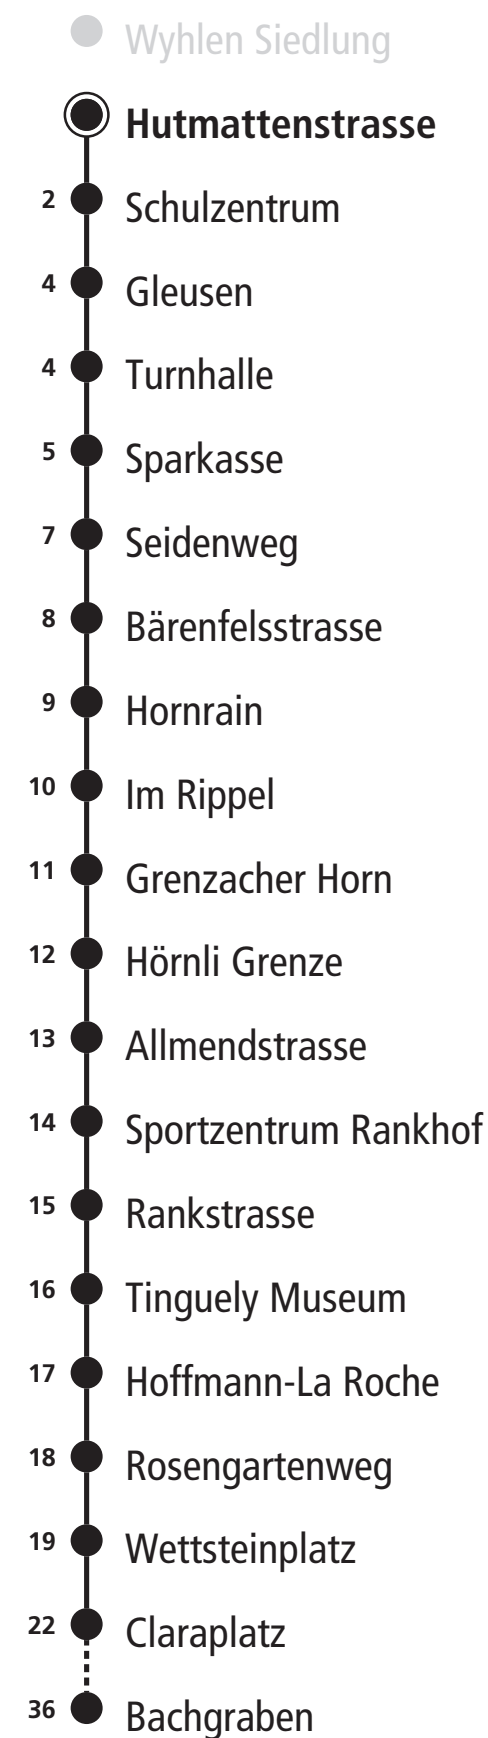 Wyhlen Siedlung
Hutmattenstrasse
2 Schulzentrum
4 Gleusen
4 Turnhalle
5 Sparkasse
7 Seidenweg
8 Bärenfelsstrasse
9 Hornrain
10 Im Rippel
11 Grenzacher Horn
12 Hörnli Grenze
13 Allmendstrasse
14 Sportzentrum Rankhof
15 Rankstrasse
16 Tinguely Museum
17 Hoffmann-La Roche
18 Rosengartenweg
19 Wettsteinplatz
22 Claraplatz
36 Bachgraben